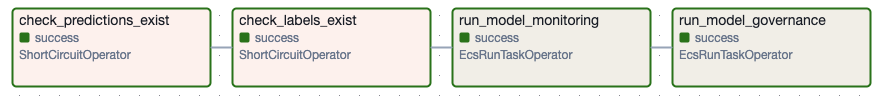 check_predictions_exist
success
ShortCircuitOperator
check_labels_exist
success
ShortCircuitOperator
run_model_monitoring
success
EcsRunTaskOperator
run_model_governance
success
EcsRunTaskOperator